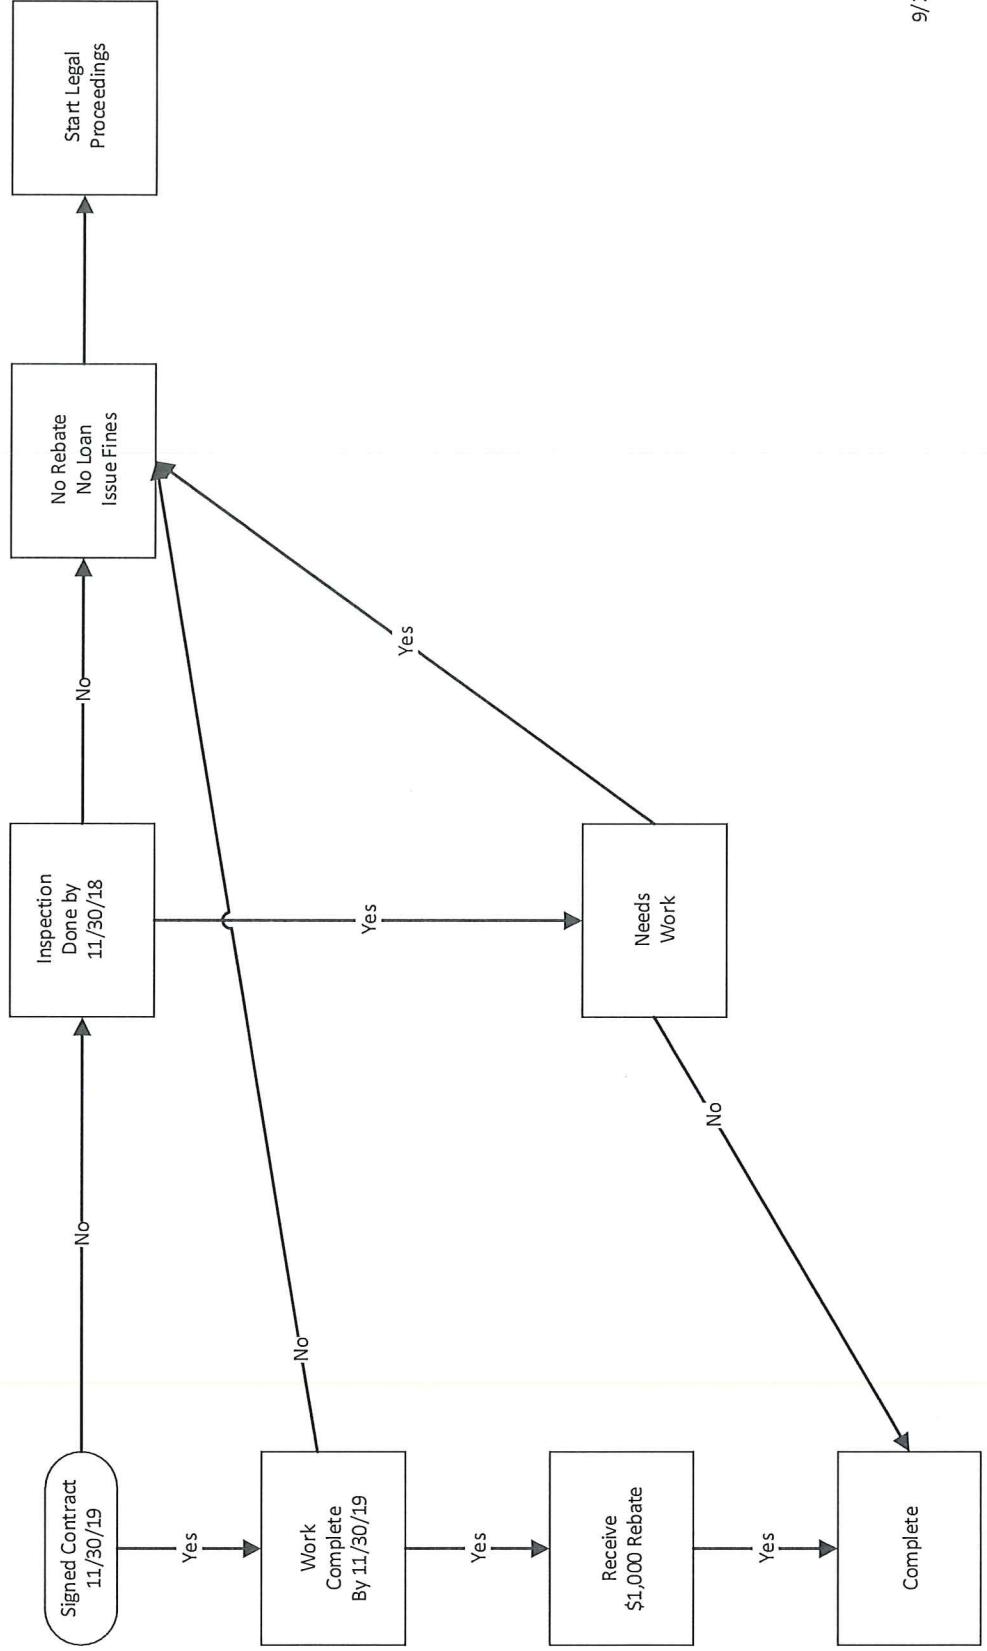 Signed Contract
11/30/19
No
Inspection
Done by
11/30/18
No
No Rebate
No Loan
Issue Fines
Start Legal
Proceedings
Yes
Work
Complete
By 11/30/19
No
Yes
Yes
Receive
$1,000 Rebate
Needs
Work
Yes
Yes
No
Complete